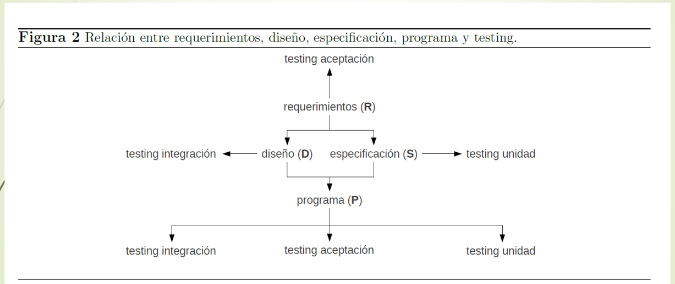 Figura 2 Relación entre requerimientos, diseño, especificación, programa y testing.
testing aceptación
requerimientos (R)
testing integración diseño (D) especificación (S) testing unidad
programa (P)
testing integración testing aceptación testing unidad